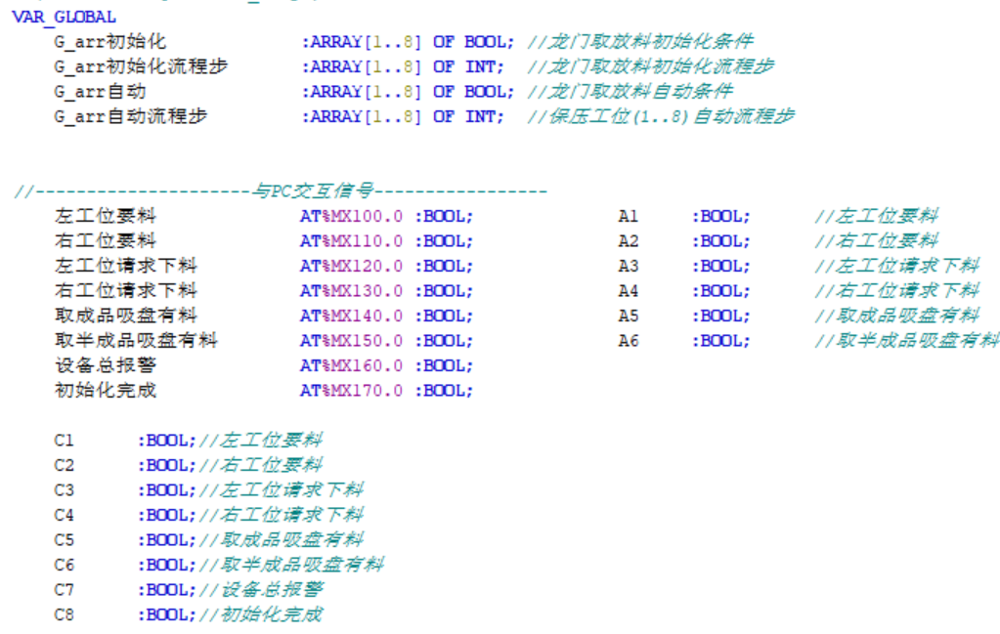 VAR_GLOBAL
G_arr初始化 :ARRAY[1..8] OF BOOL; //龙门取放料初始化条件
G_arr初始化流程步 :ARRAY[1..8] OF INT; //龙门取放料初始化流程步
G_arr自动 :ARRAY[1..8] OF BOOL; //龙门取放料自动条件
G_arr自动流程步 :ARRAY[1..8] OF INT; //保压工位(1..8)自动流程步
//---------------------与PC交互信号-----------------
左工位要料 AT%MX100.0 :BOOL; A1 :BOOL; //左工位要料
右工位要料 AT%MX110.0 :BOOL; A2 :BOOL; //右工位要料
左工位请求下料 AT%MX120.0 :BOOL; A3 :BOOL; //左工位请求下料
右工位请求下料 AT%MX130.0 :BOOL; A4 :BOOL; //右工位请求下料
取成品吸盘有料 AT%MX140.0 :BOOL; A5 :BOOL; //取成品吸盘有料
取半成品吸盘有料 AT%MX150.0 :BOOL; A6 :BOOL; //取半成品吸盘有料
设备总报警 AT%MX160.0 :BOOL;
初始化完成 AT%MX170.0 :BOOL;
C1 :BOOL;//左工位要料
C2 :BOOL;//右工位要料
C3 :BOOL;//左工位请求下料
C4 :BOOL;//右工位请求下料
C5 :BOOL;//取成品吸盘有料
C6 :BOOL;//取半成品吸盘有料
C7 :BOOL;//设备总报警
C8 :BOOL;//初始化完成